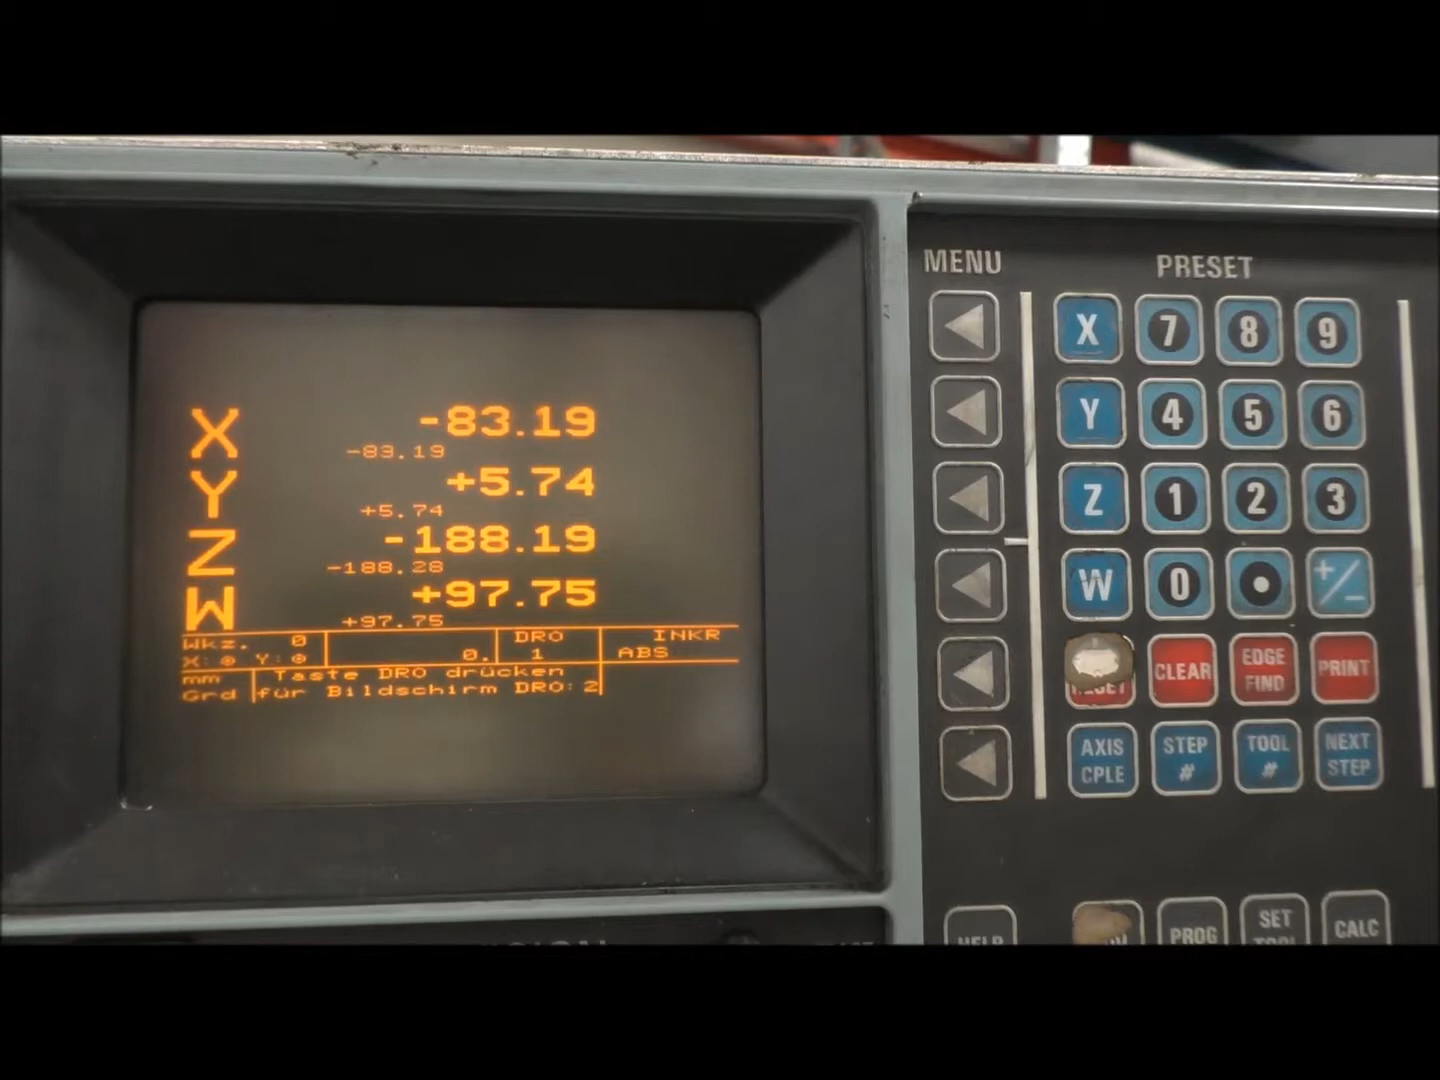 MENU PRESET
X 7 8 9
Y 4 5 6
Z 1 2 3
W 0 • +/-
CLEAR EDGE FIND PRINT
AXIS CPLE STEP # TOOL # NEXT STEP
PROG SET CALC
X -83.19
-83.19
Y +5.74
+5.74
Z -188.19
-188.28
W +97.75
+97.75
Wkz. 0 DRO INKR
X: Y: 0. 1 ABS
mm Taste DRO drücken
Grd für Bildschirm DRO: 2